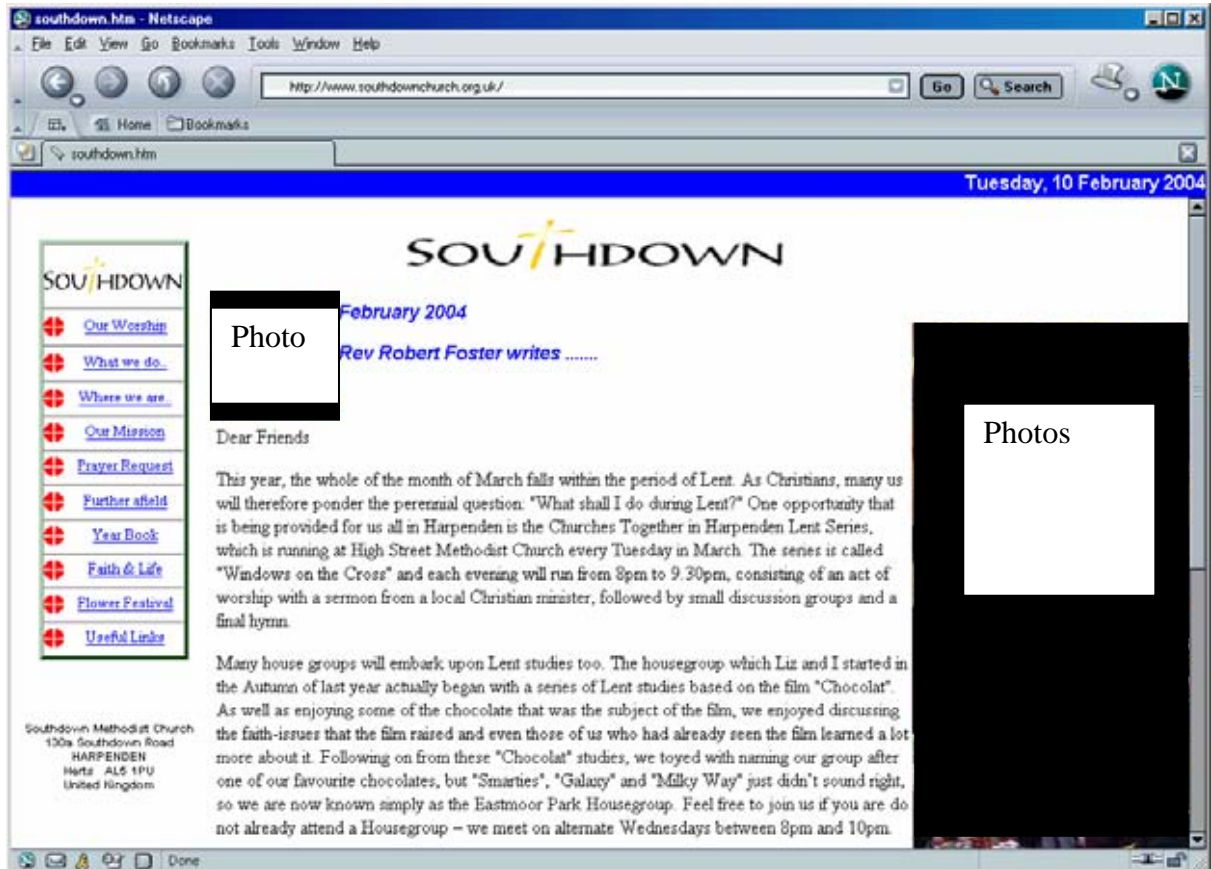 southdown.htm - Netscape
File Edit View Go Bookmarks Tools Window Help
http://www.southdownchurch.org.uk/
Go
Search
N
Home Bookmarks
southdown.htm
Tuesday, 10 February 2004
SOUTHDOWN
SOUTHDOWN
Our Worship
What we do..
Where we are..
Our Mission
Prayer Request
Further afield
Year Book
Faith & Life
Flower Festival
Useful Links
Southdown Methodist Church
130a Southdown Road
HARPENDEN
Herts AL5 1PU
United Kingdom
Photo
February 2004
Rev Robert Foster writes .......
Dear Friends
This year, the whole of the month of March falls within the period of Lent. As Christians, many us
will therefore ponder the perennial question: "What shall I do during Lent?" One opportunity that
is being provided for us all in Harpenden is the Churches Together in Harpenden Lent Series,
which is running at High Street Methodist Church every Tuesday in March. The series is called
"Windows on the Cross" and each evening will run from 8pm to 9.30pm, consisting of an act of
worship with a sermon from a local Christian minister, followed by small discussion groups and a
final hymn.
Many house groups will embark upon Lent studies too. The housegroup which Liz and I started in
the Autumn of last year actually began with a series of Lent studies based on the film "Chocolat".
As well as enjoying some of the chocolate that was the subject of the film, we enjoyed discussing
the faith-issues that the film raised and even those of us who had already seen the film learned a lot
more about it. Following on from these "Chocolat" studies, we toyed with naming our group after
one of our favourite chocolates, but "Smarties", "Galaxy" and "Milky Way" just didn't sound right,
so we are now known simply as the Eastmoor Park Housegroup. Feel free to join us if you are do
not already attend a Housegroup – we meet on alternate Wednesdays between 8pm and 10pm.
Photos
Done